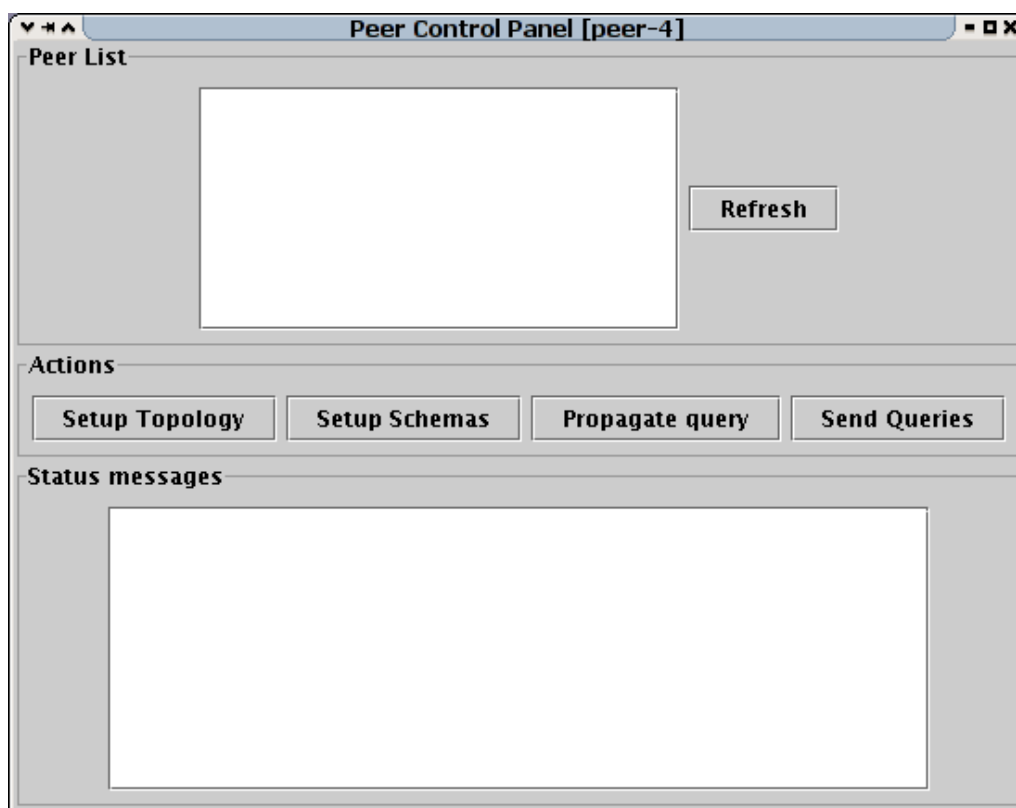 Peer Control Panel [peer-4]
Peer List
Refresh
Actions
Setup Topology Setup Schemas Propagate query Send Queries
Status messages